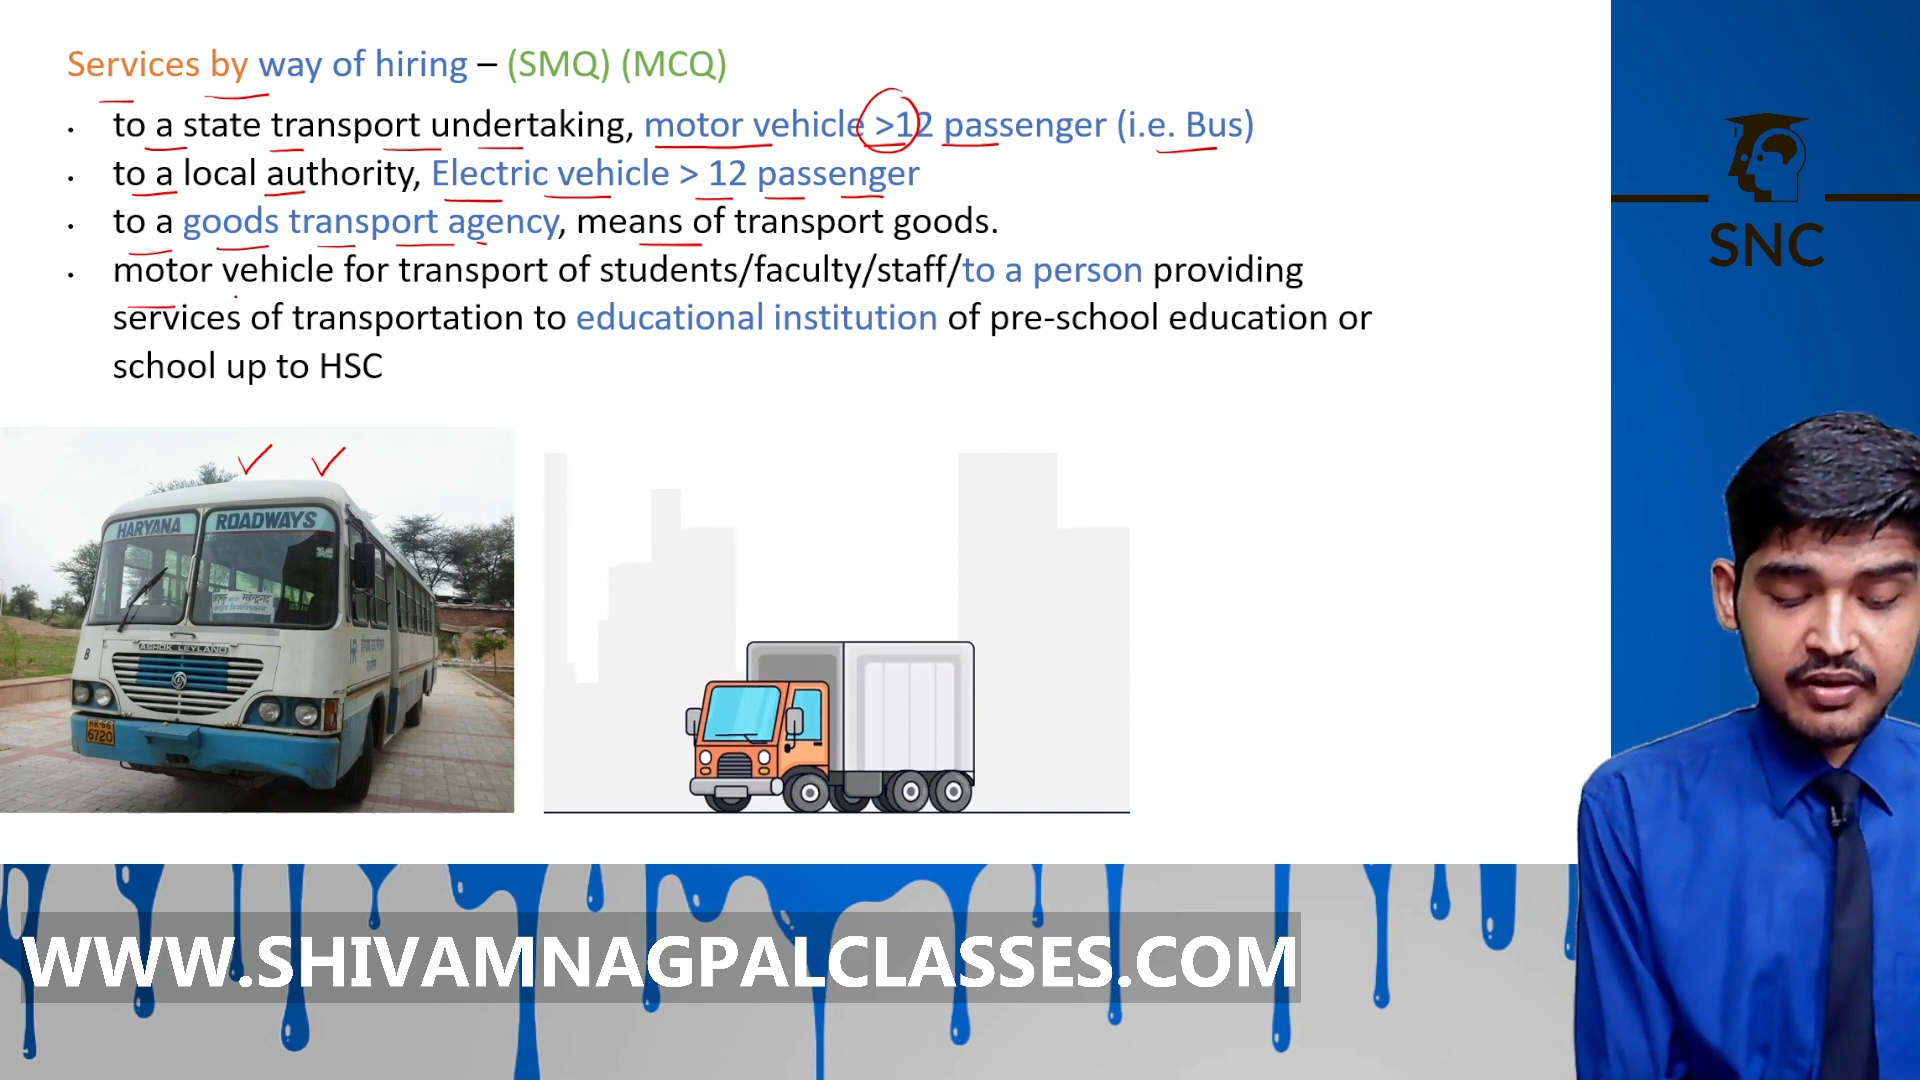 Services by way of hiring – (SMQ) (MCQ)
• to a state transport undertaking, motor vehicle >12 passenger (i.e. Bus)
• to a local authority, Electric vehicle > 12 passenger
• to a goods transport agency, means of transport goods.
• motor vehicle for transport of students/faculty/staff/to a person providing
services of transportation to educational institution of pre-school education or
school up to HSC
SNC
HARYANA ROADWAYS
ASHOK LEYLAND
6720
WWW.SHIVAMNAGPALCLASSES.COM